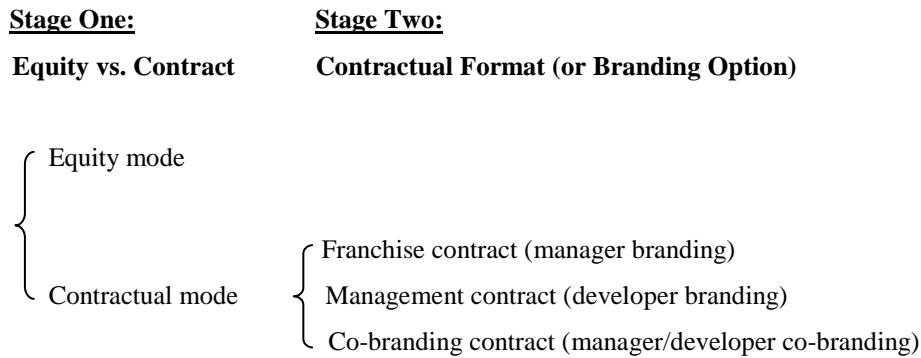 Stage One: Stage Two:
Equity vs. Contract Contractual Format (or Branding Option)
Equity mode
Franchise contract (manager branding)
Contractual mode Management contract (developer branding)
Co-branding contract (manager/developer co-branding)